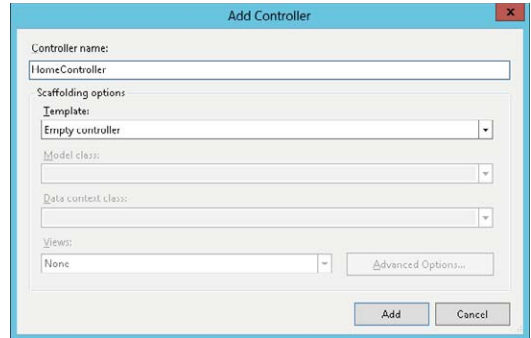 Add Controller
x
Controller name:
HomeController
Scaffolding options
Template:
Empty controller
Model class:
Data context class:
Views:
None
Advanced Options...
Add Cancel